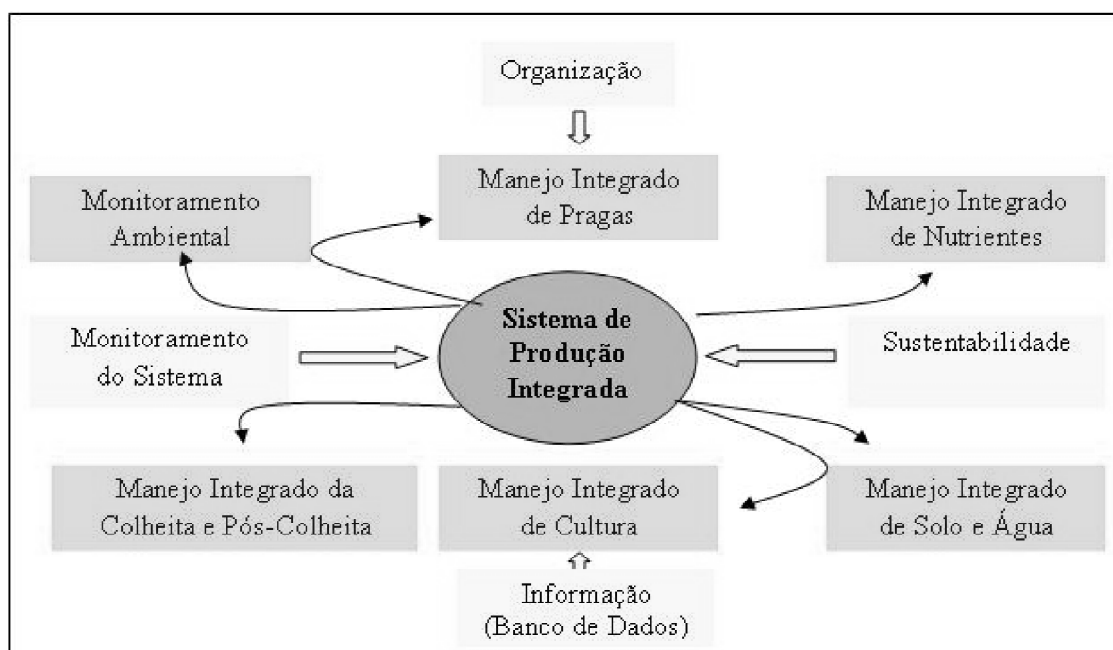 Organização
Manejo Integrado
de Pragas
Monitoramento
Ambiental
Manejo Integrado
de Nutrientes
Sistema de
Produção
Integrada
Monitoramento
do Sistema
Sustentabilidade
Manejo Integrado da
Colheita e Pós-Colheita
Manejo Integrado
de Cultura
Manejo Integrado
de Solo e Água
Informação
(Banco de Dados)